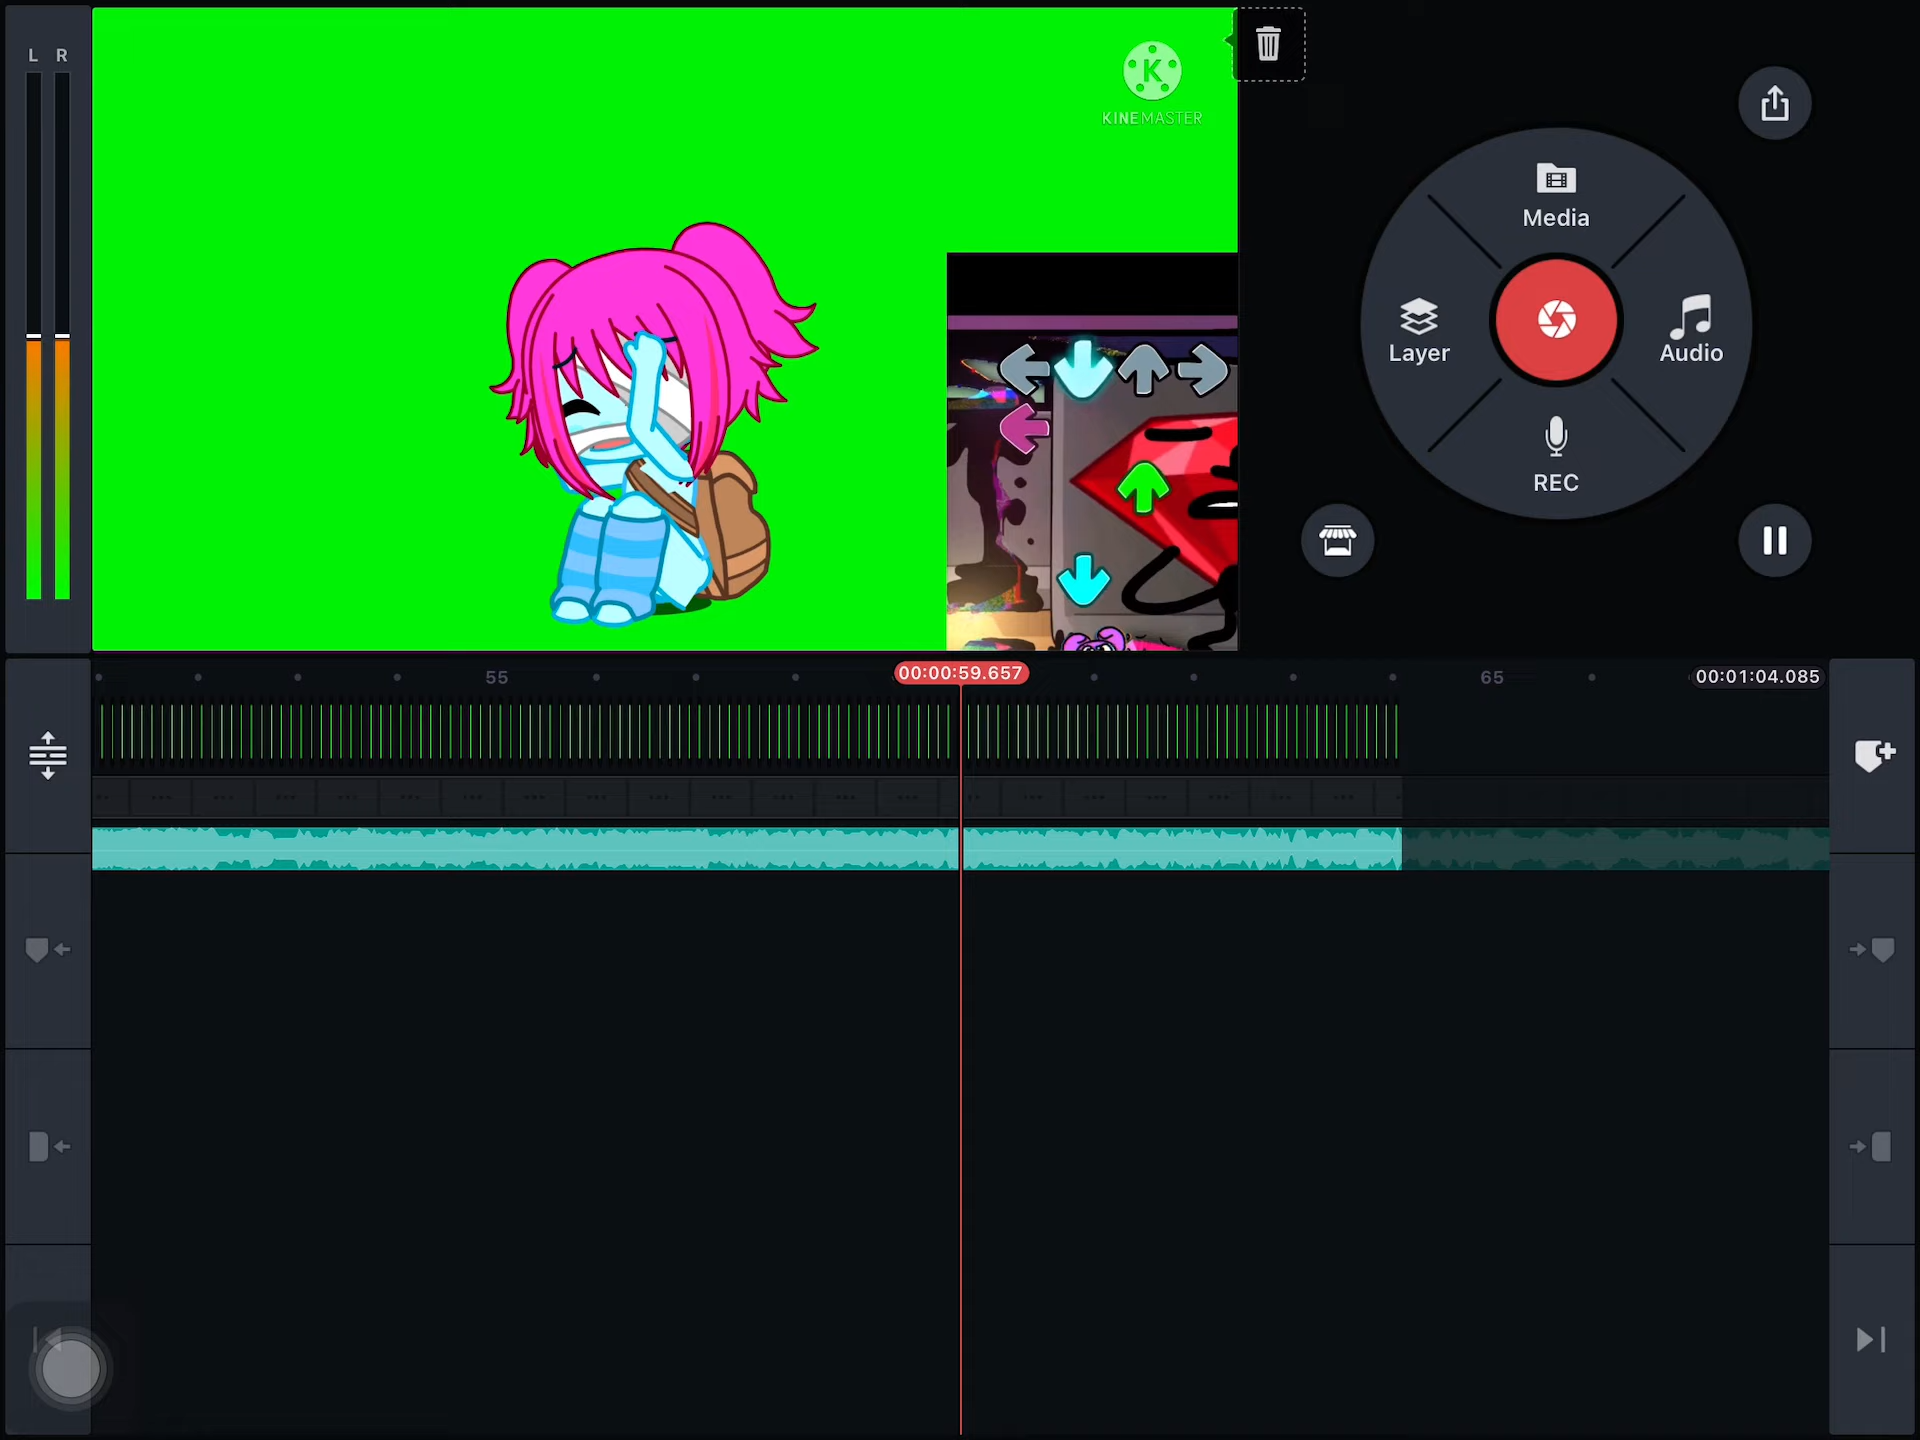 L R
K
KINEMASTER
Media
Layer
Audio
REC
55
00:00:59.657
65
00:01:04.085